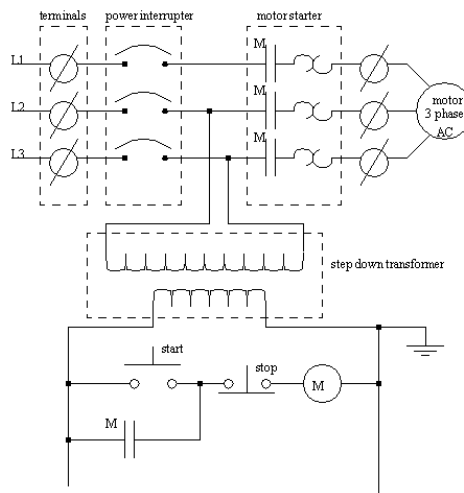 terminals power interrupter motor starter
L1 M
L2 M motor
3 phase
AC
L3 M
step down transformer
start
stop
M
M